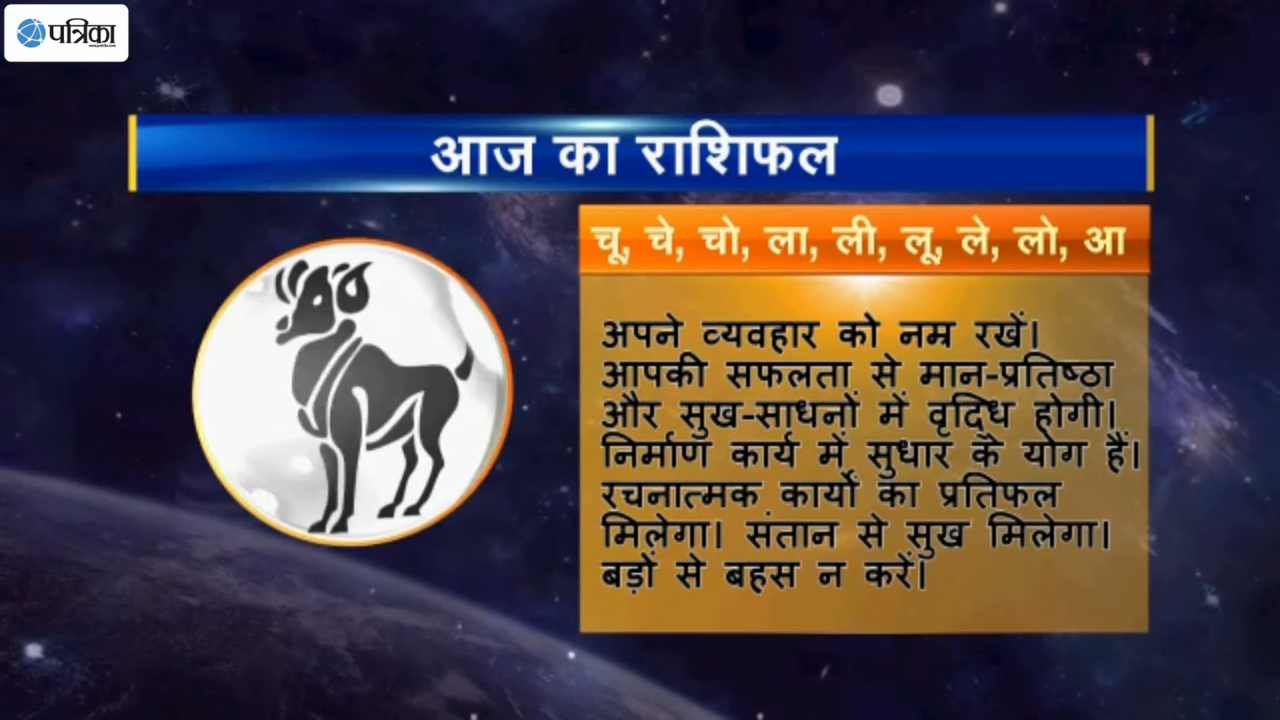 पत्रिका
आज का राशिफल
चू, चे, चो, ला, ली, लू, ले, लो, आ
अपने व्यवहार को नम्र रखें।
आपकी सफलता से मान-प्रतिष्ठा
और सुख-साधनों में वृद्धि होगी।
निर्माण कार्य में सुधार के योग हैं।
रचनात्मक कार्यों का प्रतिफल
मिलेगा। संतान से सुख मिलेगा।
बड़ों से बहस न करें।